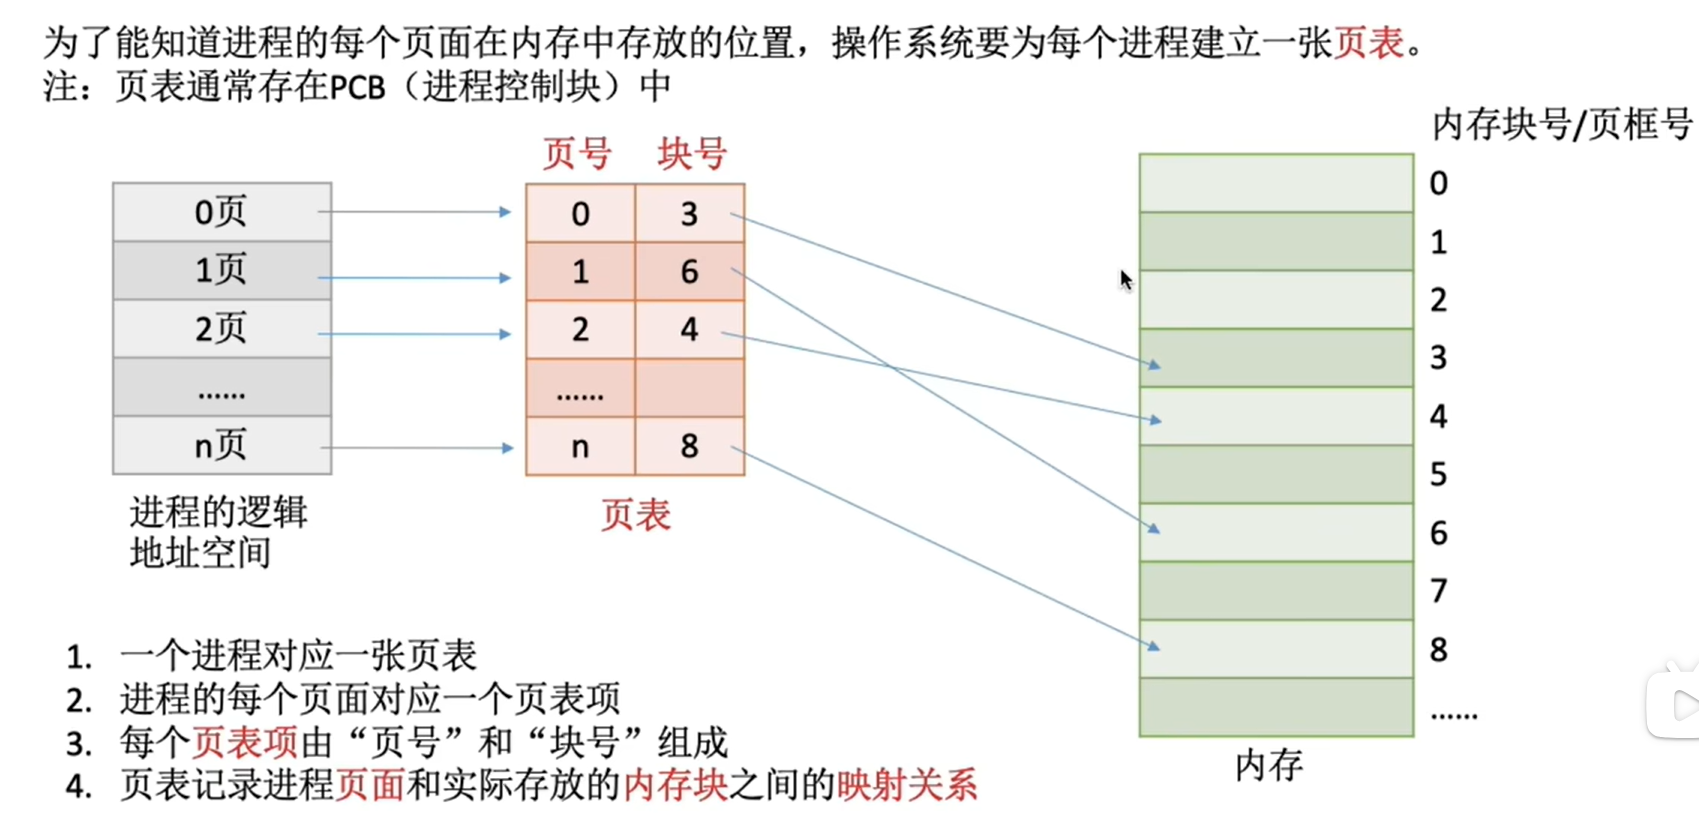 为了能知道进程的每个页面在内存中存放的位置，操作系统要为每个进程建立一张页表。
注：页表通常存在PCB（进程控制块）中
内存块号/页框号
页号 块号
0页
1页
2页
......
n页
进程的逻辑
地址空间
0 3
1 6
2 4
......
n 8
页表
0
1
2
3
4
5
6
7
8
......
内存
1. 一个进程对应一张页表
2. 进程的每个页面对应一个页表项
3. 每个页表项由“页号”和“块号”组成
4. 页表记录进程页面和实际存放的内存块之间的映射关系